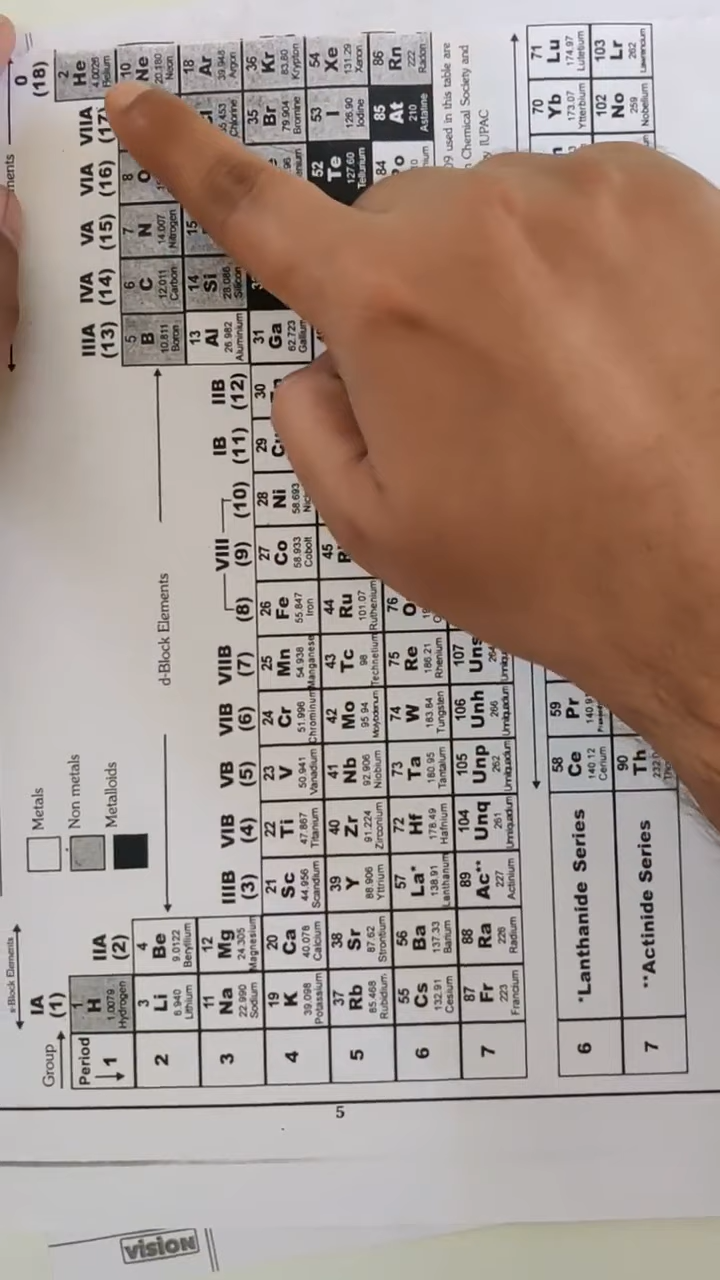 s-Block Elements
ments
Group
IA
(1)
IIA
(2)
IIIB
(3)
VIB
(4)
VB
(5)
VIB
(6)
VIIB
(7)
VIII
(8) (9) (10)
IB
(11)
IIB
(12)
IIIA
(13)
IVA
(14)
VA
(15)
VIA
(16)
VIIA
(17)
0
(18)
Metals
Non metals
Metalloids
d-Block Elements
Period
1
1 H 1.0079 Hydrogen
2 He 4.0026 Helium
2
3 Li 6.940 Lithium
4 Be 9.0122 Beryllium
5 B 10.811 Boron
6 C 12.011 Carbon
7 N 14.007 Nitrogen
8 O
10 Ne 20.180 Neon
3
11 Na 22.990 Sodium
12 Mg 24.305 Magnesium
13 Al 26.982 Aluminium
14 Si 28.086 Silicon
15
Chlorine
18 Ar 39.948 Argon
4
19 K 39.098 Potassium
20 Ca 40.078 Calcium
21 Sc 44.956 Scandium
22 Ti 47.867 Titanium
23 V 50.941 Vanadium
24 Cr 51.996 Chrominum
25 Mn 54.938 Manganese
26 Fe 55.847 Iron
27 Co 58.933 Cobolt
28 Ni 58.693
29 Cu
30
31 Ga 62.723
35 Br 79.904 Bromine
36 Kr 83.80 Krypton
5
37 Rb 85.468 Rubidium
38 Sr 87.62 Strontium
39 Y 88.906 Yttrium
40 Zr 91.224 Zirconium
41 Nb 92.906 Niobium
42 Mo 95.94
43 Tc 98 Technetium
44 Ru 101.07 Ruthenium
45
52 Te 127.60 Tellurium
53 I 126.90 Iodine
54 Xe 131.29 Xenon
6
55 Cs 132.91 Cesium
56 Ba 137.33 Barium
57 La* 138.91 Lanthanum
72 Hf 178.49 Hafnium
73 Ta 180.95 Tantalum
74 W 183.84 Tungsten
75 Re 186.21 Rhenium
76
84
85 At 210 Astatine
86 Rn 222 Radon
7
87 Fr 223 Francium
88 Ra 226 Radium
89 Ac** 227 Actinium
104 Unq 261
105 Unp 262
106 Unh 266
107 Uns
used in this table are
Chemical Society and
IUPAC
6
*Lanthanide Series
58 Ce 140.12 Cerium
59 Pr
70 Yb 173.07 Ytterbium
71 Lu 174.97 Lutetium
7
**Actinide Series
90 Th
102 No 259 Nobelium
103 Lr 262
5
VISION